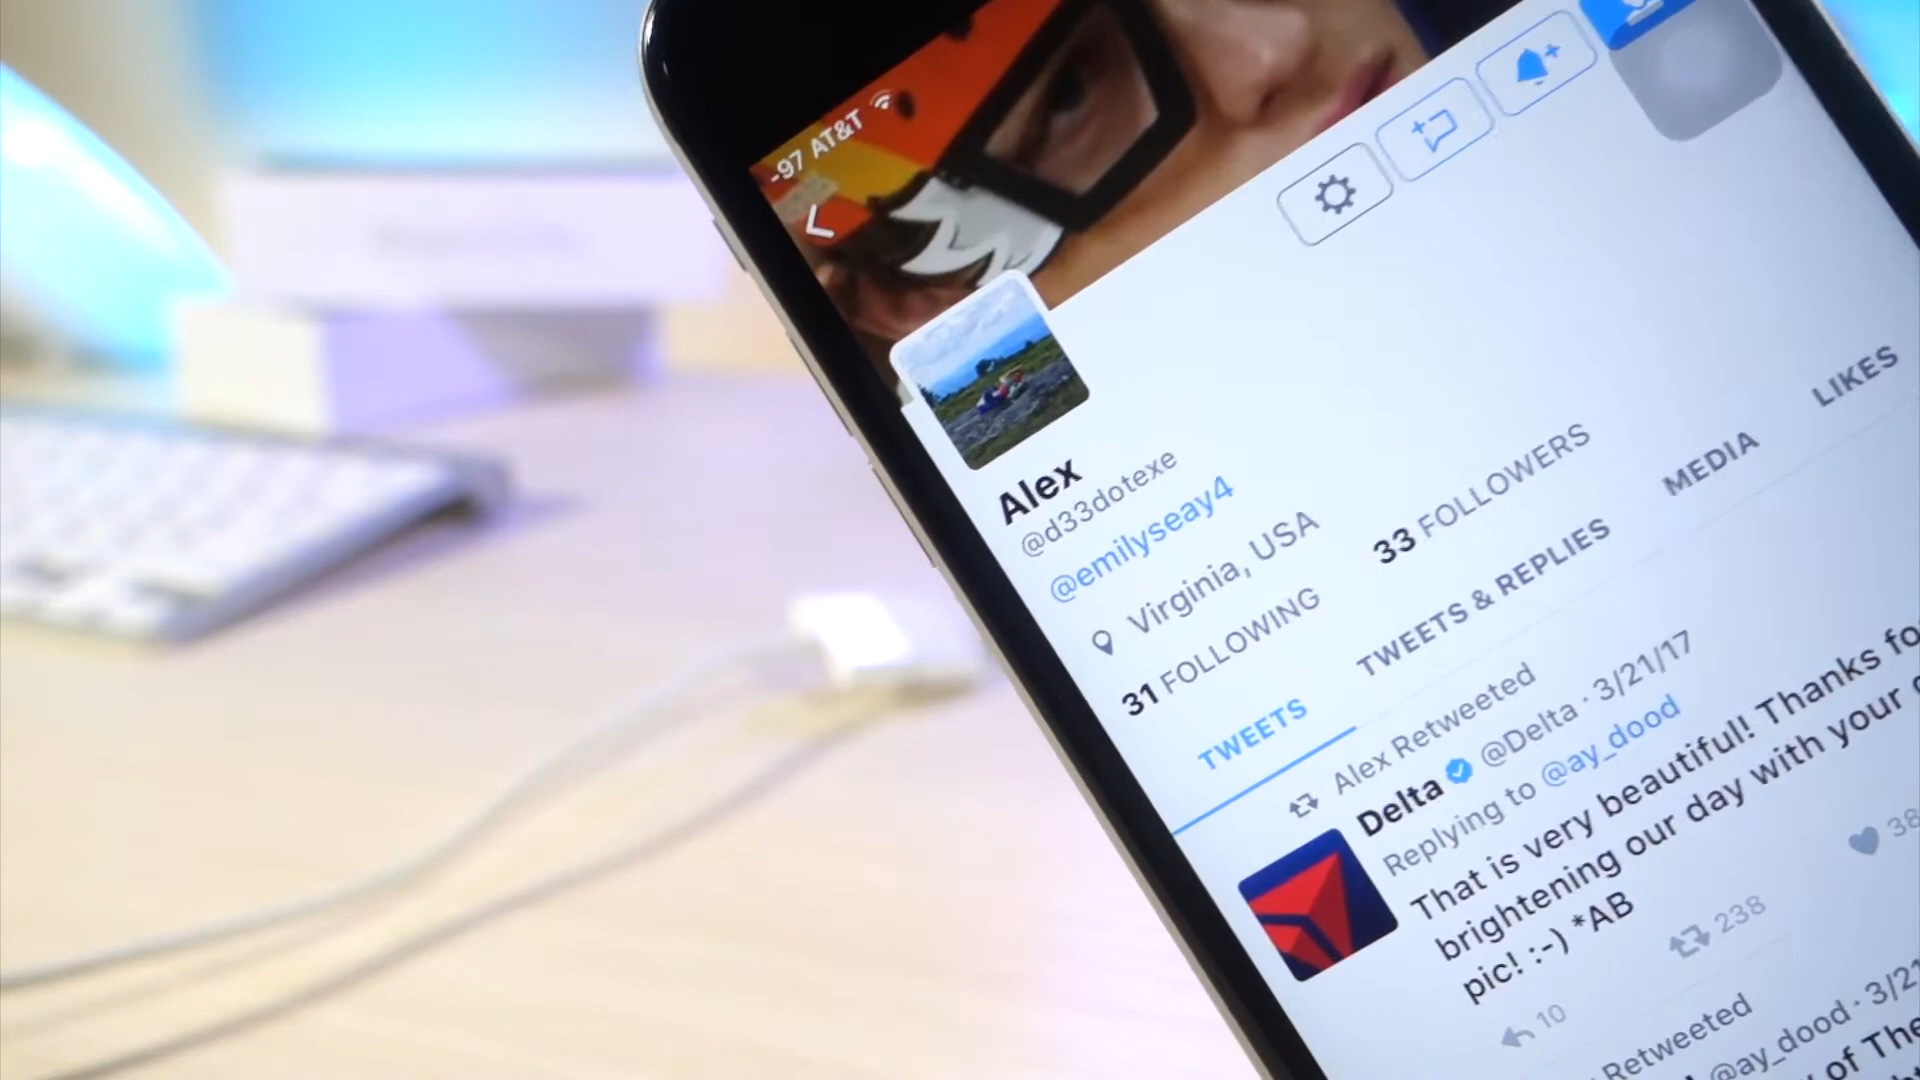 -97 AT&T
Alex
@d33dotexe
@emilyseay4
Virginia, USA
31 FOLLOWING 33 FOLLOWERS
TWEETS TWEETS & REPLIES MEDIA LIKES
Alex Retweeted
Delta @Delta · 3/21/17
Replying to @ay_dood
That is very beautiful! Thanks fo
brightening our day with your
pic! :-) *AB
10 238 38
Retweeted
@ay_dood · 3/21
of The